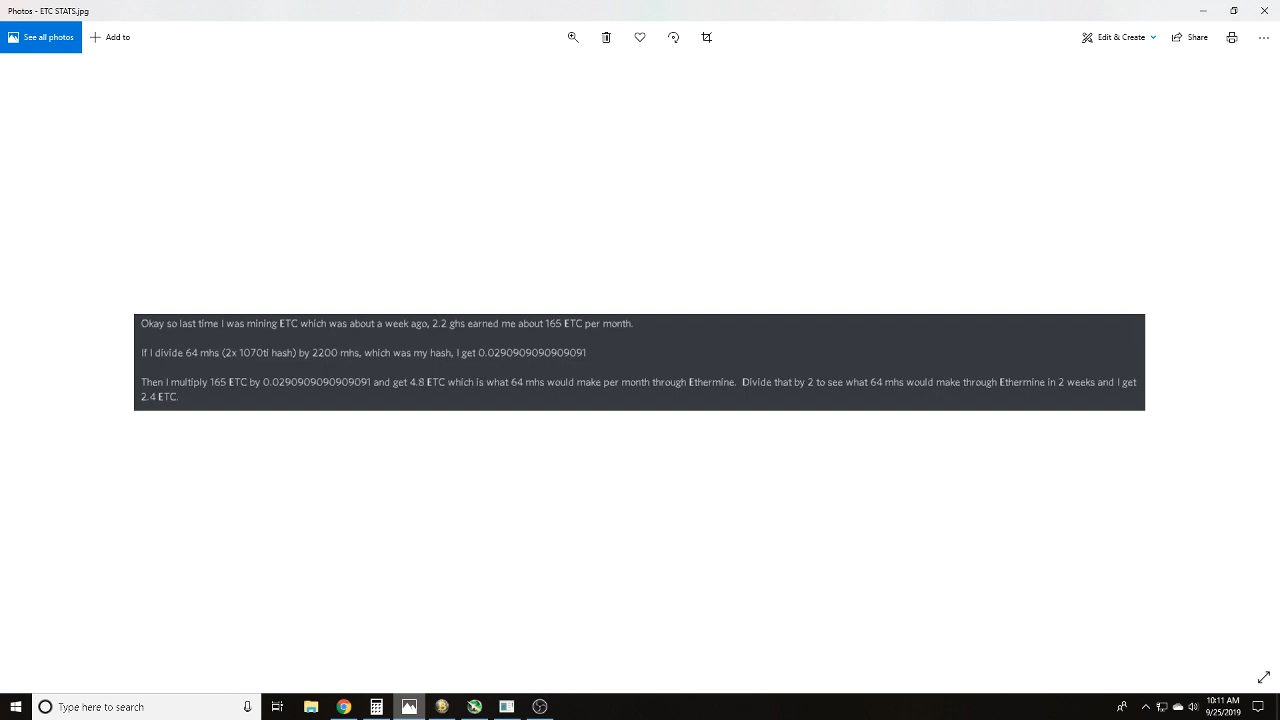 Photos - ETC STATS.jpg
See all photos
Add to
Edit & Create
Share
Okay so last time I was mining ETC which was about a week ago, 2.2 ghs earned me about 165 ETC per month.
If I divide 64 mhs (2x 1070ti hash) by 2200 mhs, which was my hash, I get 0.0290909090909091
Then I multiply 165 ETC by 0.0290909090909091 and get 4.8 ETC which is what 64 mhs would make per month through Ethermine.  Divide that by 2 to see what 64 mhs would make through Ethermine in 2 weeks and I get
2.4 ETC.
Type here to search
10:11 AM
9/25/2019